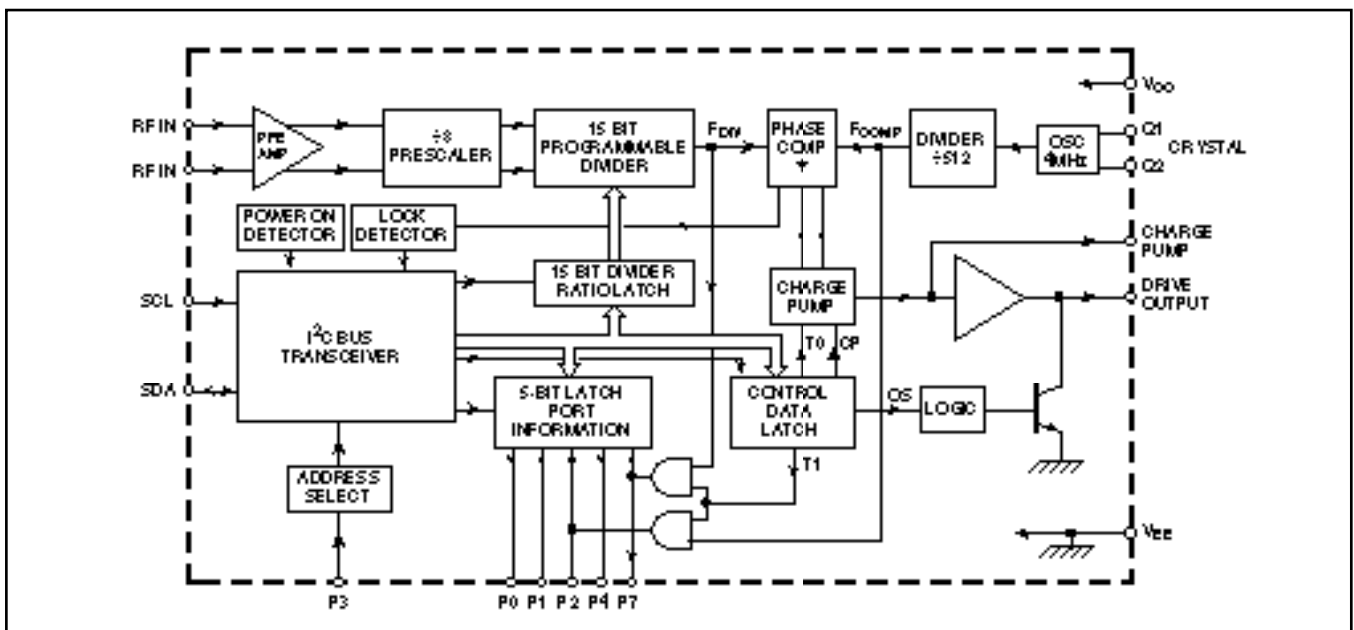 VDD
RF IN
PRE
AMP
÷8
PRESCALER
15 BIT
PROGRAMMABLE
DIVIDER
FDIV
PHASE
COMP
FCOMP
DIVIDER
÷512
OSC
4MHz
Q1
CRYSTAL
Q2
RF IN
POWER ON
DETECTOR
LOCK
DETECTOR
CHARGE
PUMP
15 BIT DIVIDER
RATIO LATCH
CHARGE
PUMP
DRIVE
OUTPUT
SCL
I2C BUS
TRANSCEIVER
T0
CP
SDA
5-BIT LATCH
PORT
INFORMATION
CONTROL
DATA
LATCH
OS
LOGIC
T1
ADDRESS
SELECT
VEE
P3
P0 P1 P2 P4 P7